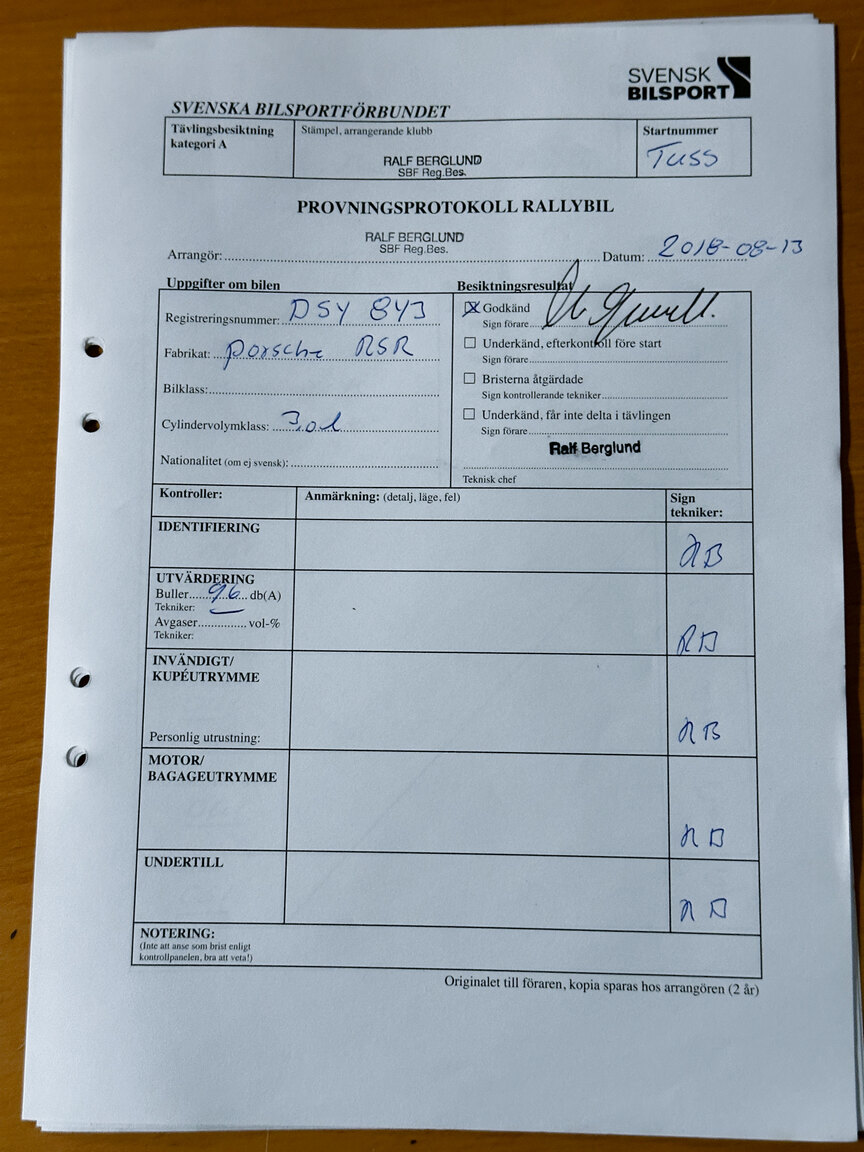 SVENSK
BILSPORT
SVENSKA BILSPORTFÖRBUNDET
Tävlingsbesiktning
kategori A
Stämpel, arrangerande klubb
RALF BERGLUND
SBF Reg.Bes.
Startnummer
Tuss
PROVNINGSPROTOKOLL RALLYBIL
RALF BERGLUND
SBF Reg.Bes.
Arrangör: Datum: 2018-08-13
Uppgifter om bilen
Registreringsnummer: DSY 843
Fabrikat: Porsche RSR
Bilklass:
Cylindervolymklass: 3,0l
Nationalitet (om ej svensk):
Besiktningsresultat
Godkänd
Sign förare
Underkänd, efterkontroll före start
Sign förare
Bristerna åtgärdade
Sign kontrollerande tekniker
Underkänd, får inte delta i tävlingen
Sign förare
Ralf Berglund
Teknisk chef
Kontroller: Anmärkning: (detalj, läge, fel) Sign
tekniker:
IDENTIFIERING
RB
UTVÄRDERING
Buller 96 db(A)
Tekniker:
Avgaser vol-%
Tekniker:
RB
INVÄNDIGT/
KUPÉUTRYMME
Personlig utrustning:
RB
MOTOR/
BAGAGEUTRYMME
RB
UNDERTILL
RB
NOTERING:
(Inte att anse som brist enligt
kontrollpanelen, bra att veta!)
Originalet till föraren, kopia sparas hos arrangören (2 år)